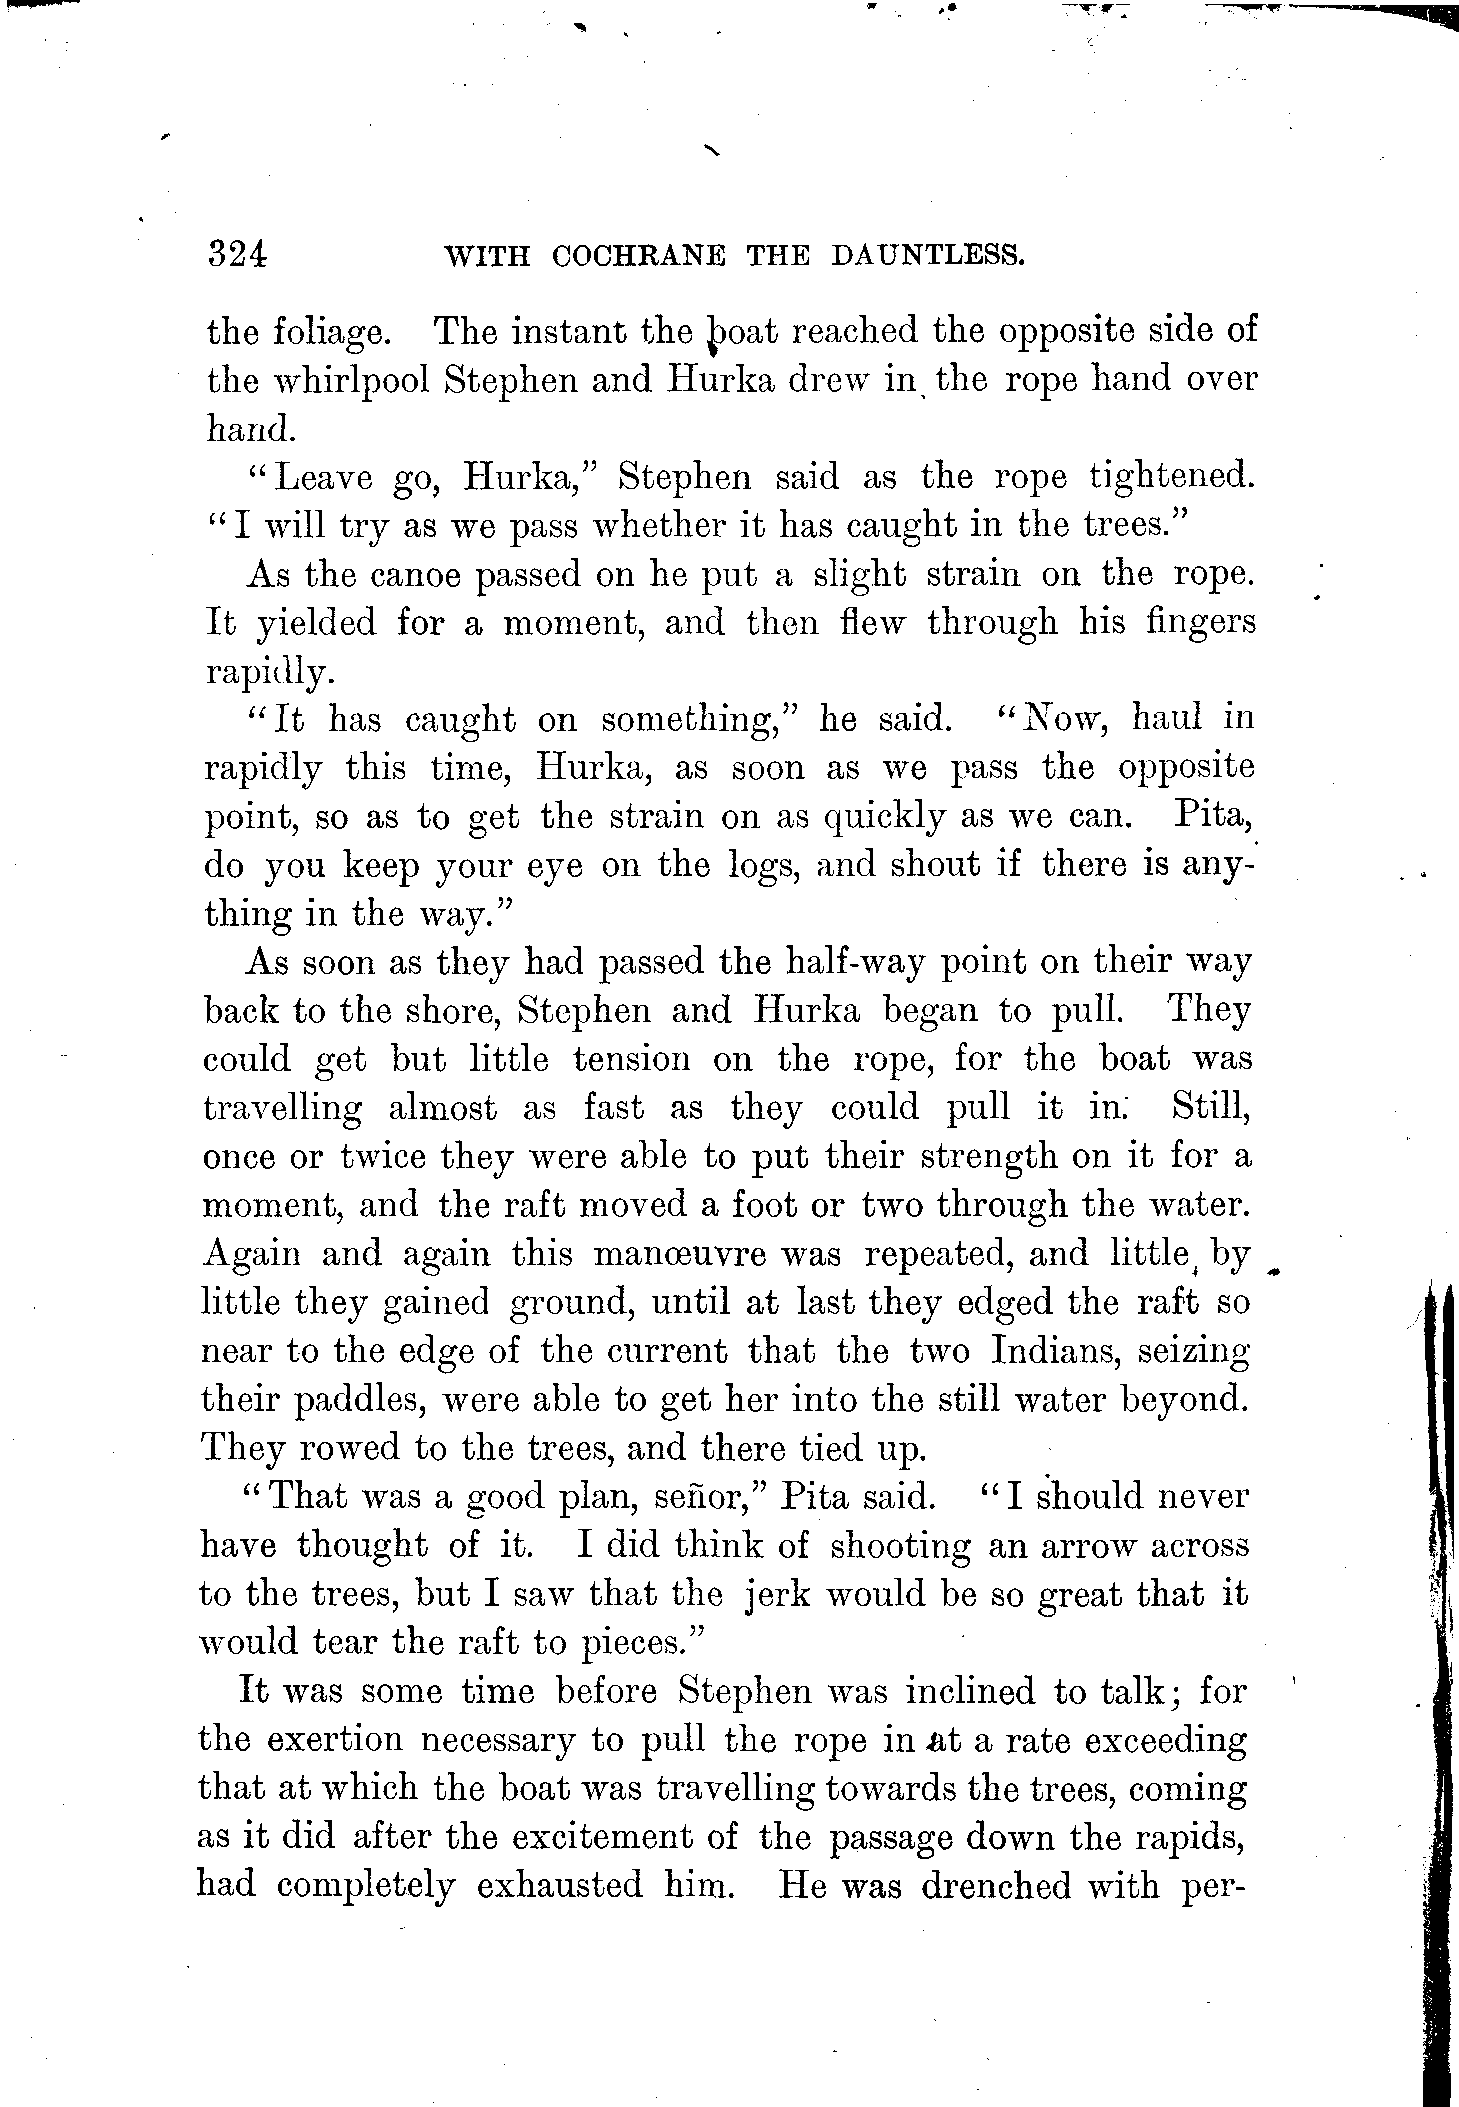 324 WITH COCHRANE THE DAUNTLESS.
the foliage. The instant the boat reached the opposite side of
the whirlpool Stephen and Hurka drew in the rope hand over
hand.
"Leave go, Hurka," Stephen said as the rope tightened.
"I will try as we pass whether it has caught in the trees."
As the canoe passed on he put a slight strain on the rope.
It yielded for a moment, and then flew through his fingers
rapidly.
"It has caught on something," he said. "Now, haul in
rapidly this time, Hurka, as soon as we pass the opposite
point, so as to get the strain on as quickly as we can. Pita,
do you keep your eye on the logs, and shout if there is any-
thing in the way."
As soon as they had passed the half-way point on their way
back to the shore, Stephen and Hurka began to pull. They
could get but little tension on the rope, for the boat was
travelling almost as fast as they could pull it in. Still,
once or twice they were able to put their strength on it for a
moment, and the raft moved a foot or two through the water.
Again and again this manœuvre was repeated, and little by
little they gained ground, until at last they edged the raft so
near to the edge of the current that the two Indians, seizing
their paddles, were able to get her into the still water beyond.
They rowed to the trees, and there tied up.
"That was a good plan, señor," Pita said. "I should never
have thought of it. I did think of shooting an arrow across
to the trees, but I saw that the jerk would be so great that it
would tear the raft to pieces."
It was some time before Stephen was inclined to talk; for
the exertion necessary to pull the rope in at a rate exceeding
that at which the boat was travelling towards the trees, coming
as it did after the excitement of the passage down the rapids,
had completely exhausted him. He was drenched with per-